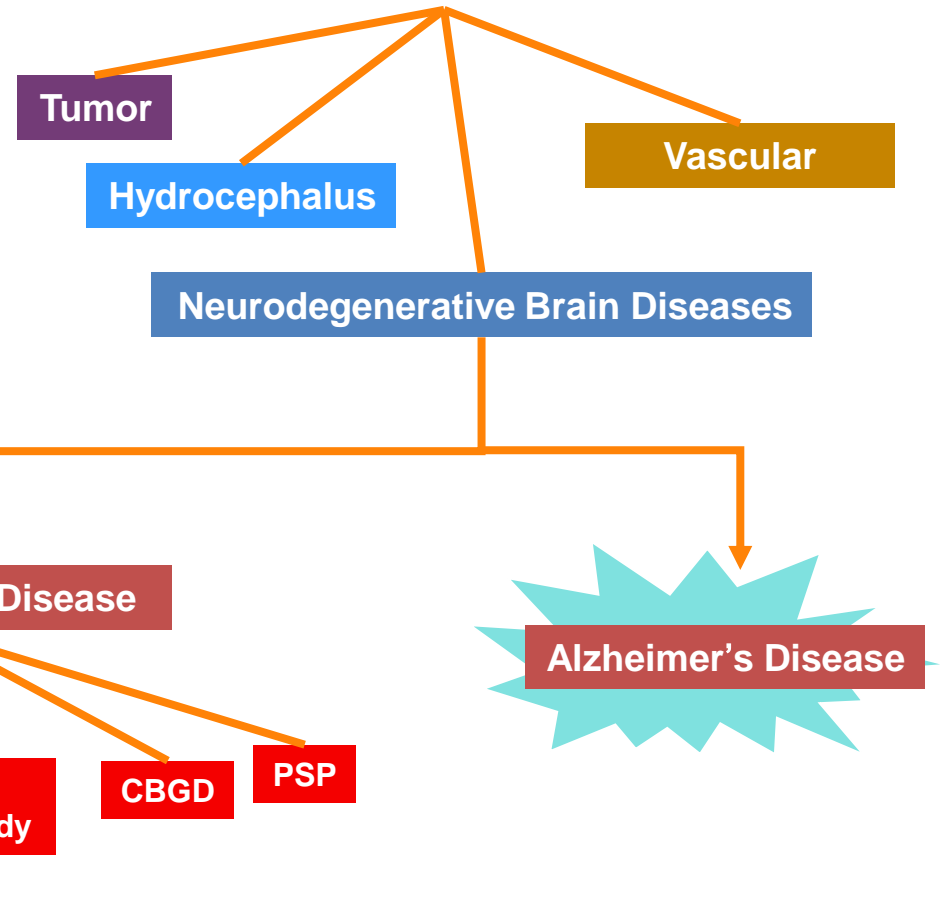 Tumor
Vascular
Hydrocephalus
Neurodegenerative Brain Diseases
Disease
Alzheimer’s Disease
PSP
CBGD
dy